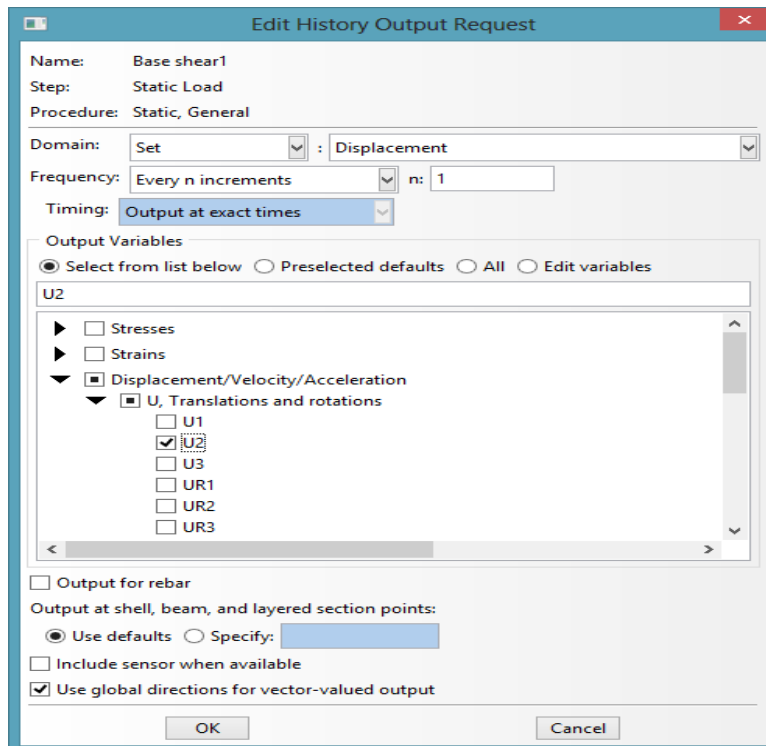 Edit History Output Request
Name: Base shear1
Step: Static Load
Procedure: Static, General
Domain: Set : Displacement
Frequency: Every n increments n: 1
Timing: Output at exact times
Output Variables
Select from list below Preselected defaults All Edit variables
U2
Stresses
Strains
Displacement/Velocity/Acceleration
U, Translations and rotations
U1
U2
U3
UR1
UR2
UR3
Output for rebar
Output at shell, beam, and layered section points:
Use defaults Specify:
Include sensor when available
Use global directions for vector-valued output
OK Cancel